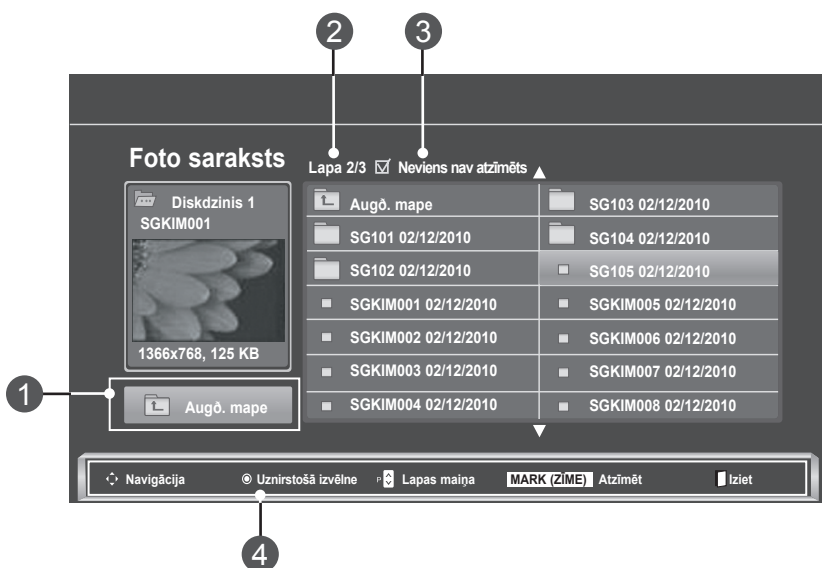 2 3
Foto saraksts
Lapa 2/3 Neviens nav atzīmēts
Diskdzinis 1
SGKIM001
1366x768, 125 KB
1
Augð. mape
Augð. mape
SG101 02/12/2010
SG102 02/12/2010
SGKIM001 02/12/2010
SGKIM002 02/12/2010
SGKIM003 02/12/2010
SGKIM004 02/12/2010
SG103 02/12/2010
SG104 02/12/2010
SG105 02/12/2010
SGKIM005 02/12/2010
SGKIM006 02/12/2010
SGKIM007 02/12/2010
SGKIM008 02/12/2010
Navigācija Uznirstošā izvēlne P Lapas maiņa MARK (ZĪME) Atzīmēt Iziet
4